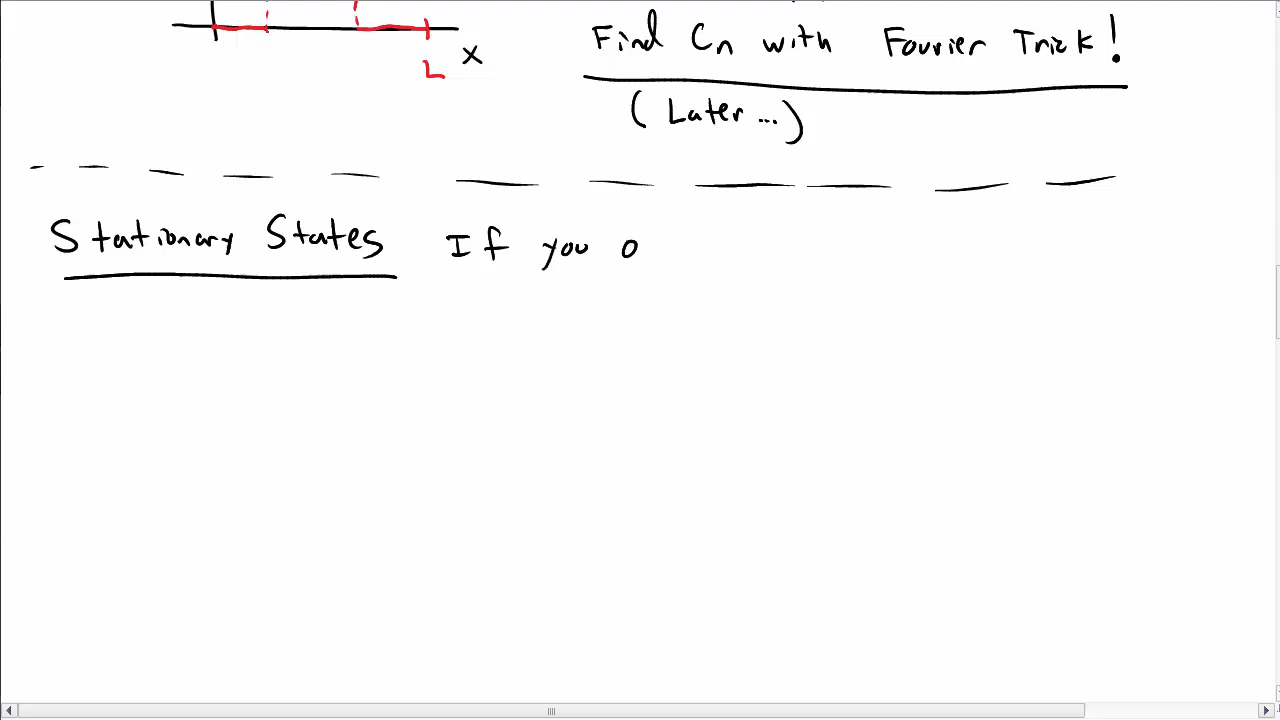 Find Cn with Fourier Trick!
L
X
(Later ...)
Stationary States If you o